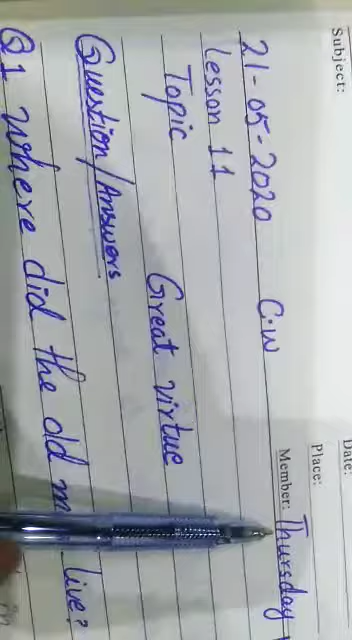 Subject:
Date:
Place:
Member: Thursday
21-05-2020 C.W
Lesson 11
Topic Great Virtue
Question/Answers
Q1 Where did the old live?